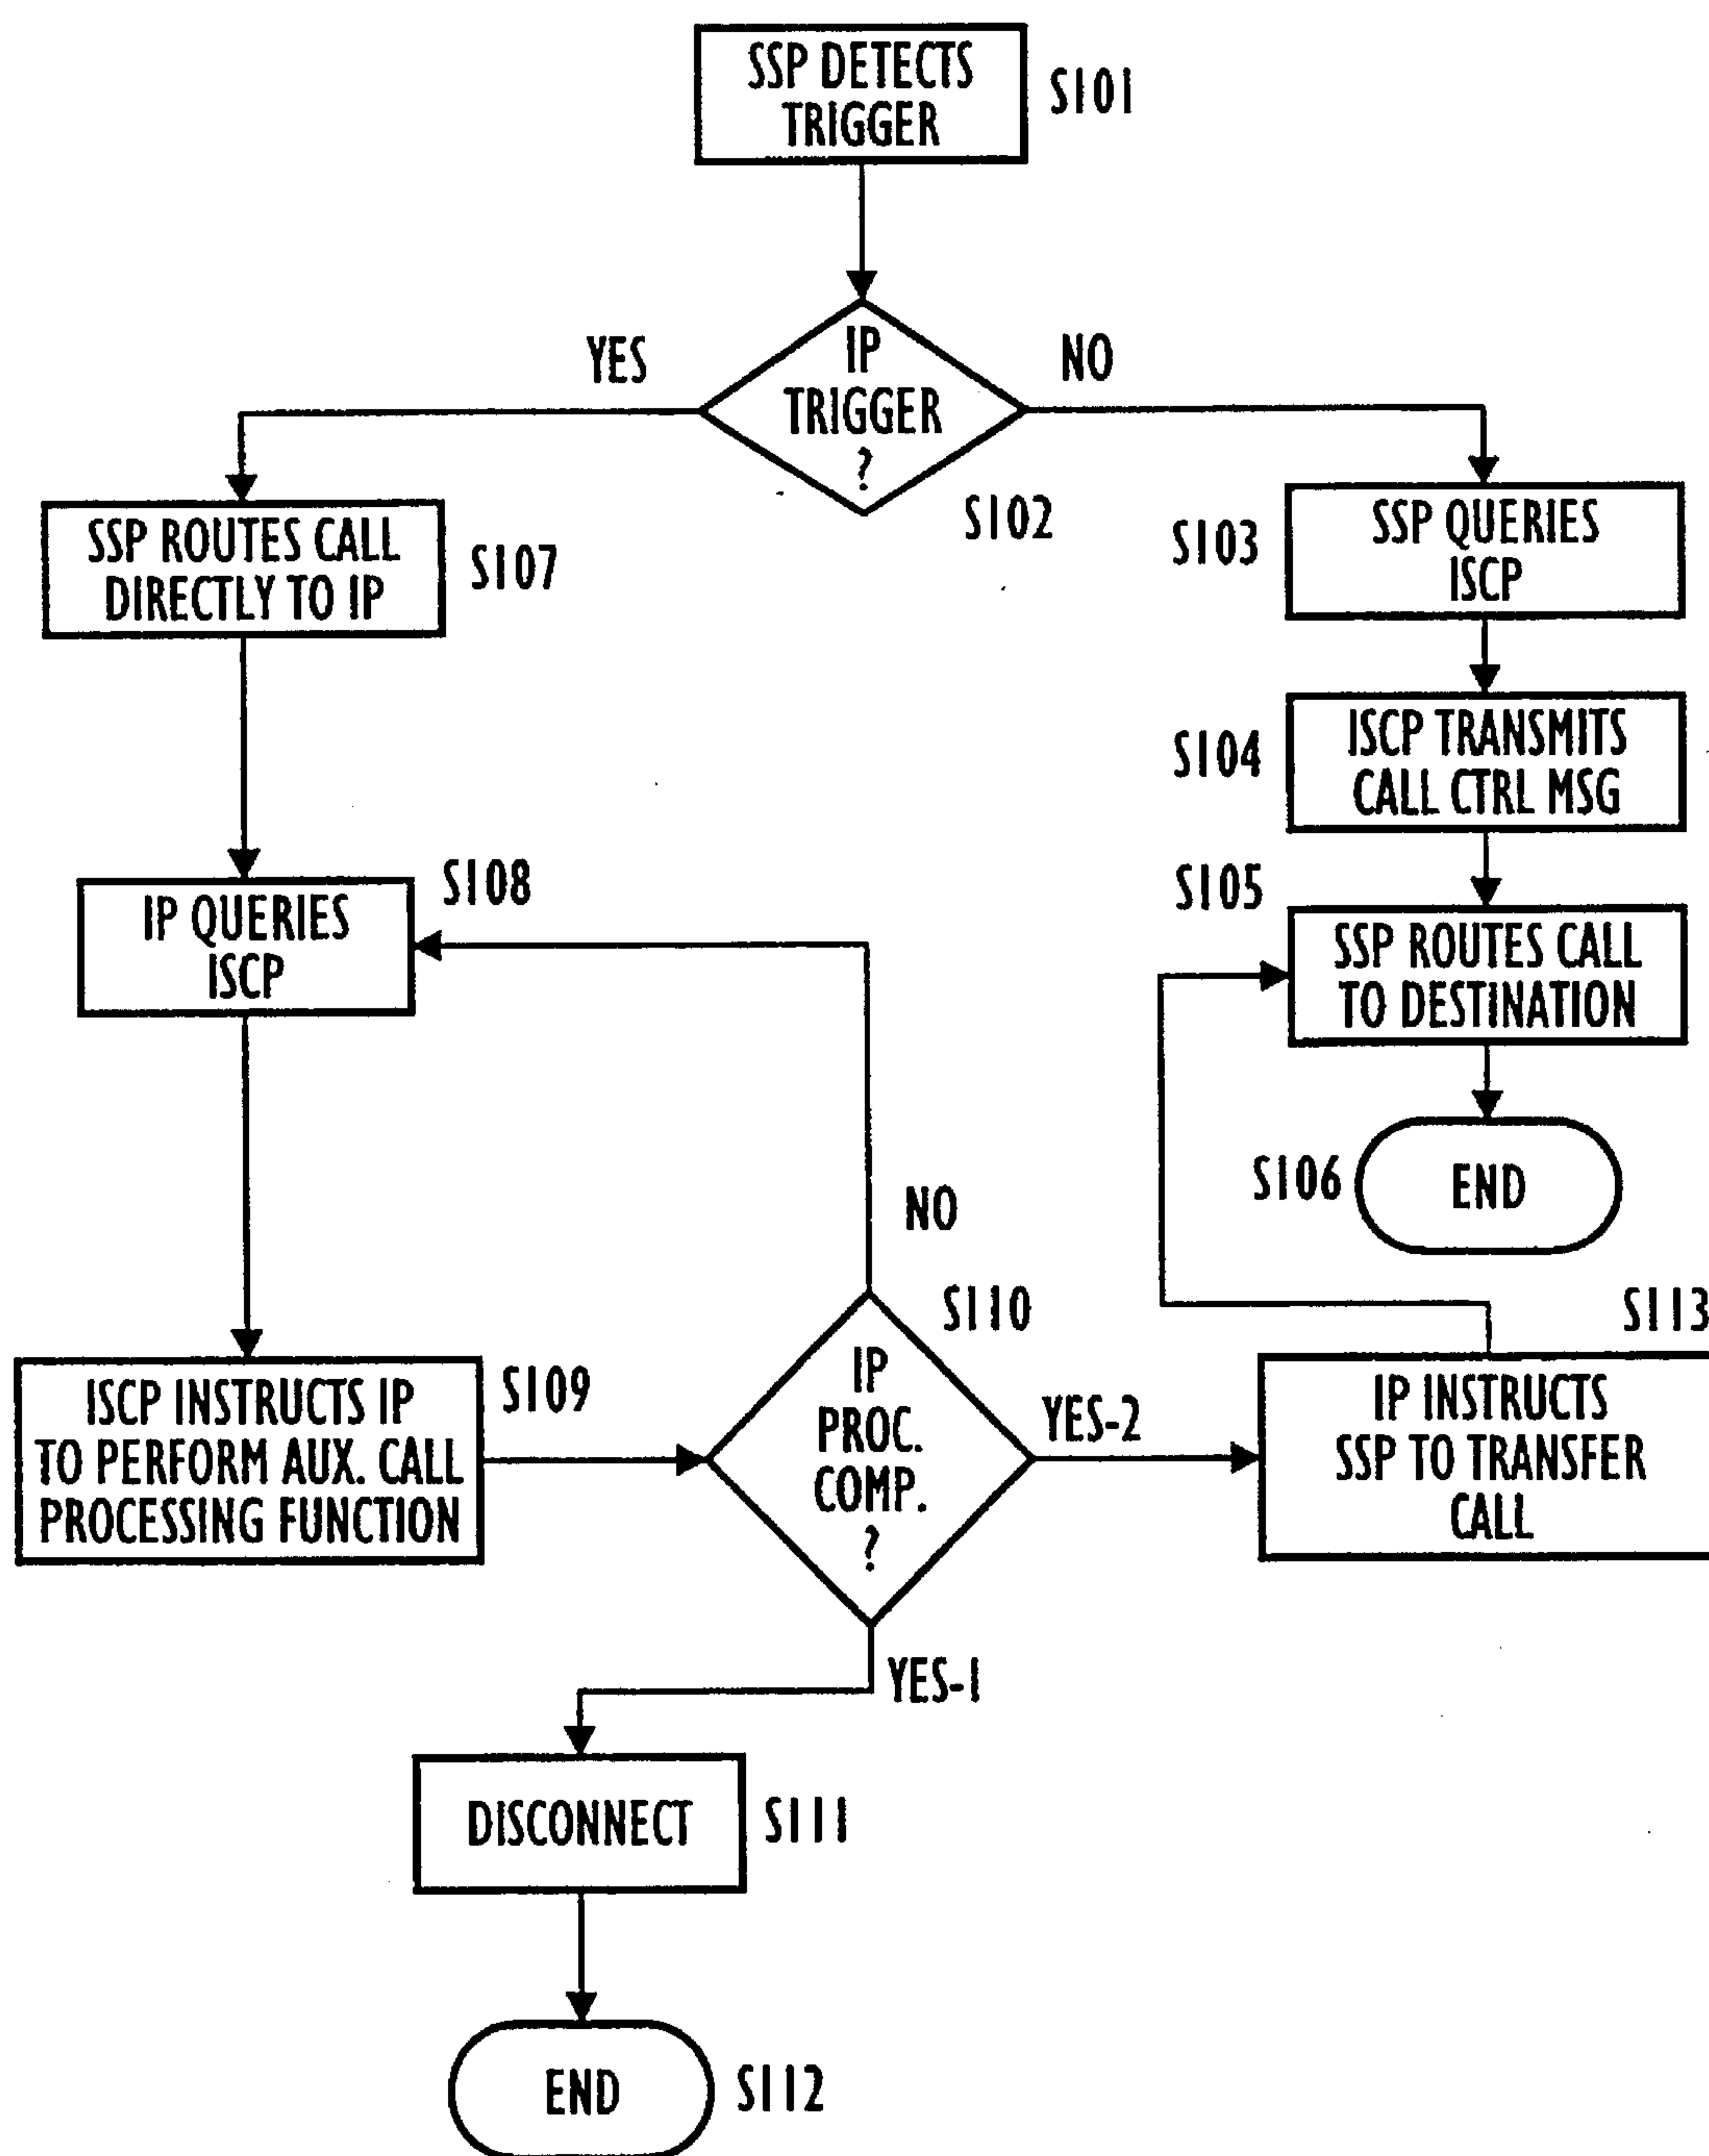 SSP DETECTS
TRIGGER
S101
IP
TRIGGER
?
YES
NO
S102
SSP ROUTES CALL
DIRECTLY TO IP
S107
S103
SSP QUERIES
ISCP
S104
ISCP TRANSMITS
CALL CTRL MSG
IP QUERIES
ISCP
S108
S105
SSP ROUTES CALL
TO DESTINATION
S106
END
NO
S110
S113
ISCP INSTRUCTS IP
TO PERFORM AUX. CALL
PROCESSING FUNCTION
S109
IP
PROC.
COMP.
?
YES-2
IP INSTRUCTS
SSP TO TRANSFER
CALL
YES-1
DISCONNECT
S111
END
S112